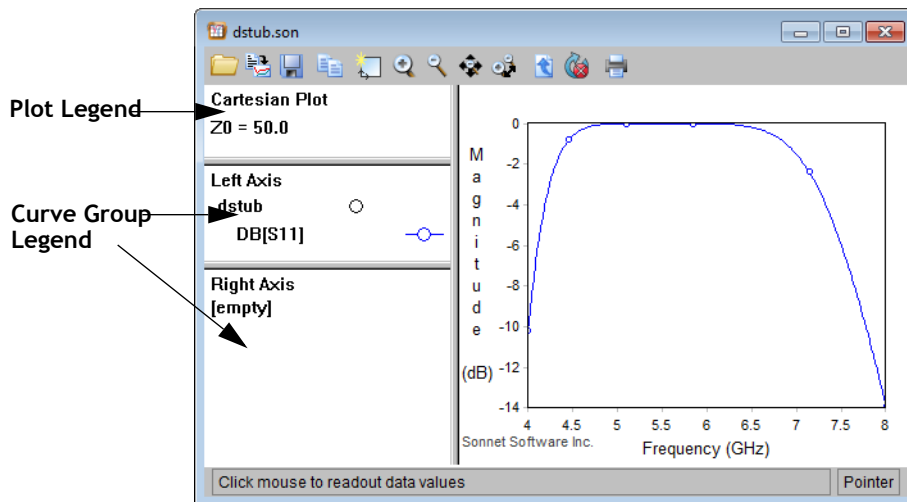 dstub.son
Plot Legend
Cartesian Plot
Z0 = 50.0
Curve Group
Legend
Left Axis
dstub
DB[S11]
Right Axis
[empty]
Magnitude
(dB)
0
-2
-4
-6
-8
-10
-12
-14
4 4.5 5 5.5 6 6.5 7 7.5 8
Sonnet Software Inc.
Frequency (GHz)
Click mouse to readout data values
Pointer